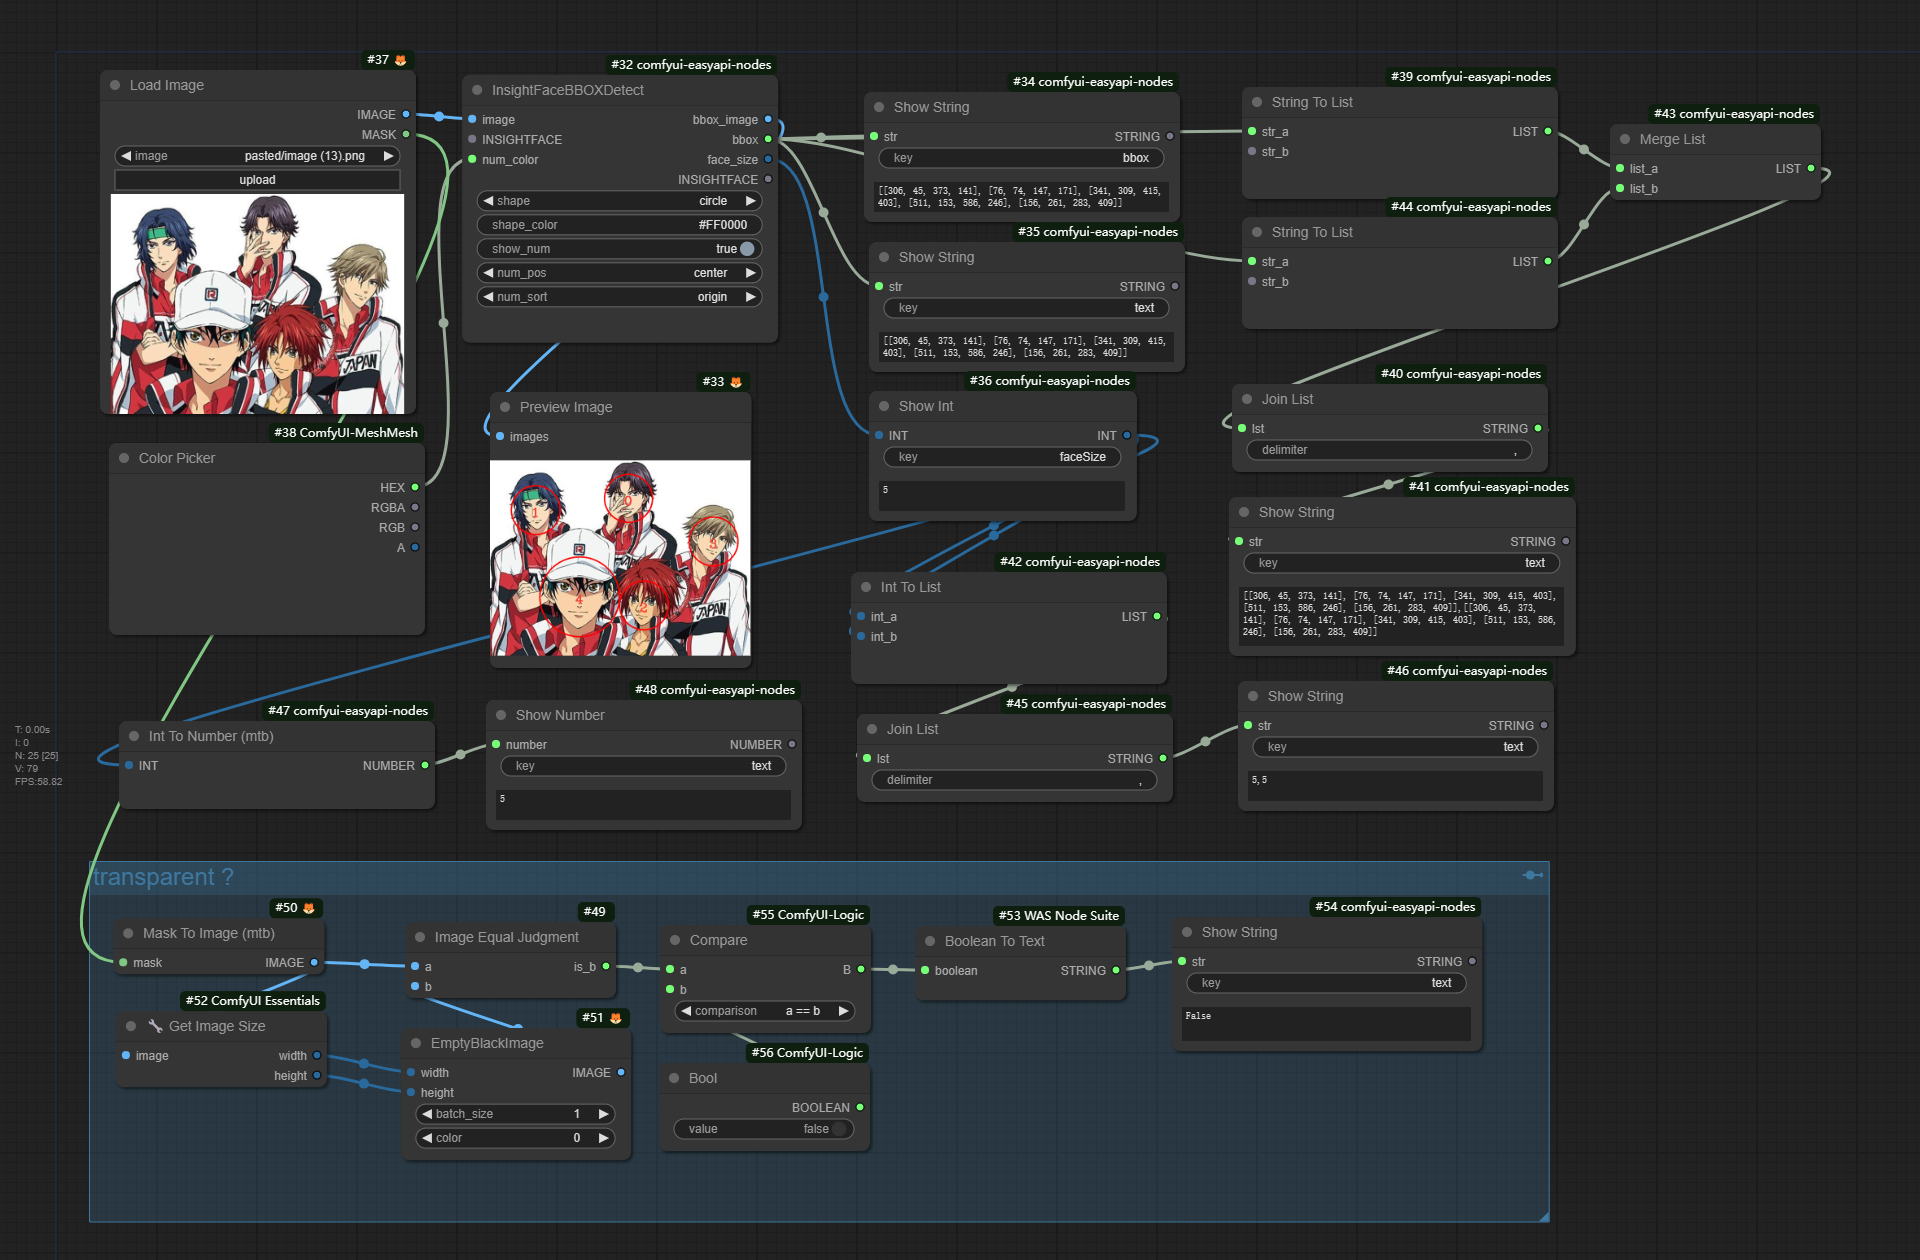 #37
Load Image
IMAGE
MASK
image pasted/image (13).png
upload
R
JAPAN
#32 comfyui-easyapi-nodes
InsightFaceBBOXDetect
image bbox_image
INSIGHTFACE bbox
num_color face_size
INSIGHTFACE
shape circle
shape_color #FF0000
show_num true
num_pos center
num_sort origin
#34 comfyui-easyapi-nodes
Show String
str STRING
key bbox
[[306, 45, 373, 141], [76, 74, 147, 171], [341, 309, 415,
403], [511, 153, 586, 246], [156, 261, 283, 409]]
#35 comfyui-easyapi-nodes
Show String
str STRING
key text
[[306, 45, 373, 141], [76, 74, 147, 171], [341, 309, 415,
403], [511, 153, 586, 246], [156, 261, 283, 409]]
#39 comfyui-easyapi-nodes
String To List
str_a LIST
str_b
#43 comfyui-easyapi-nodes
Merge List
list_a LIST
list_b
#44 comfyui-easyapi-nodes
String To List
str_a LIST
str_b
#38 ComfyUI-MeshMesh
Color Picker
HEX
RGBA
RGB
A
#33
Preview Image
images
0
1
R
4
2
JAPAN
#36 comfyui-easyapi-nodes
Show Int
INT INT
key faceSize
5
#40 comfyui-easyapi-nodes
Join List
lst STRING
delimiter ,
#41 comfyui-easyapi-nodes
Show String
str STRING
key text
[[306, 45, 373, 141], [76, 74, 147, 171], [341, 309, 415, 403],
[511, 153, 586, 246], [156, 261, 283, 409]],[[306, 45, 373,
141], [76, 74, 147, 171], [341, 309, 415, 403], [511, 153, 586,
246], [156, 261, 283, 409]]
#42 comfyui-easyapi-nodes
Int To List
int_a LIST
int_b
#45 comfyui-easyapi-nodes
Join List
lst STRING
delimiter ,
#46 comfyui-easyapi-nodes
Show String
str STRING
key text
5,5
T: 0.00s
I: 0
N: 25 [25]
V: 79
FPS:58.82
#47 comfyui-easyapi-nodes
Int To Number (mtb)
INT NUMBER
#48 comfyui-easyapi-nodes
Show Number
number NUMBER
key text
5
transparent ?
#50
Mask To Image (mtb)
mask IMAGE
#49
Image Equal Judgment
a is_b
b
#55 ComfyUI-Logic
Compare
a B
b
comparison a == b
#53 WAS Node Suite
Boolean To Text
boolean STRING
#54 comfyui-easyapi-nodes
Show String
str STRING
key text
False
#52 ComfyUI Essentials
Get Image Size
image width
height
#51
EmptyBlackImage
width IMAGE
height
batch_size 1
color 0
#56 ComfyUI-Logic
Bool
BOOLEAN
value false